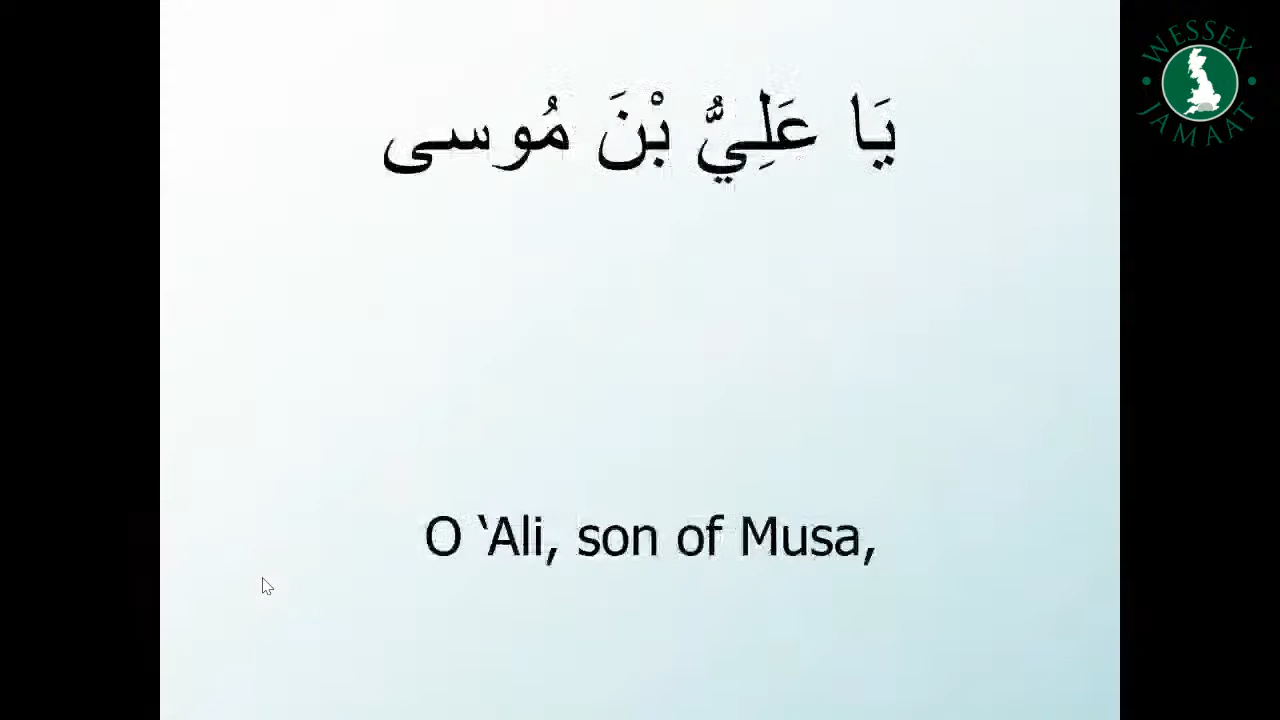 يَا عَلِيُّ بْنَ مُوسى
O ‘Ali, son of Musa,
WESSEX
JAMAAT